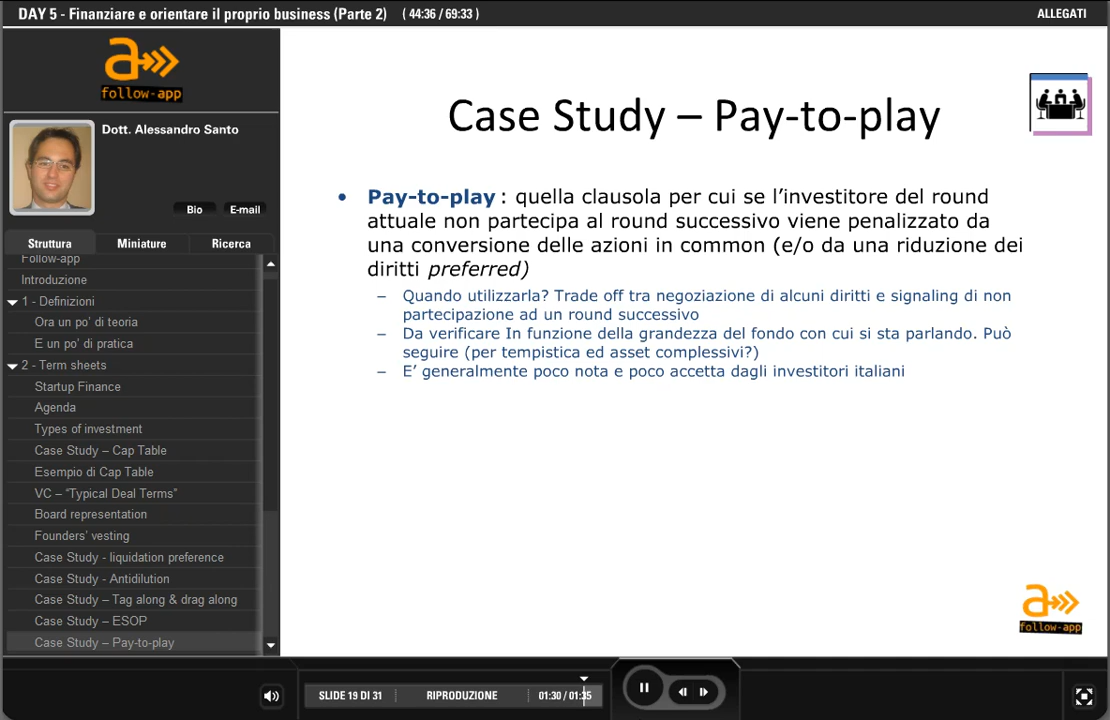 DAY 5 - Finanziare e orientare il proprio business (Parte 2) ( 44:36 / 69:33 )
ALLEGATI
a
follow-app
Dott. Alessandro Santo
Bio
E-mail
Struttura
Miniature
Ricerca
Follow-app
Introduzione
1 - Definizioni
Ora un po' di teoria
E un po' di pratica
2 - Term sheets
Startup Finance
Agenda
Types of investment
Case Study – Cap Table
Esempio di Cap Table
VC – “Typical Deal Terms”
Board representation
Founders' vesting
Case Study - liquidation preference
Case Study - Antidilution
Case Study – Tag along & drag along
Case Study – ESOP
Case Study – Pay-to-play
Case Study – Pay-to-play
• Pay-to-play : quella clausola per cui se l’investitore del round
attuale non partecipa al round successivo viene penalizzato da
una conversione delle azioni in common (e/o da una riduzione dei
diritti preferred)
– Quando utilizzarla? Trade off tra negoziazione di alcuni diritti e signaling di non
partecipazione ad un round successivo
– Da verificare In funzione della grandezza del fondo con cui si sta parlando. Può
seguire (per tempistica ed asset complessivi?)
– E’ generalmente poco nota e poco accetta dagli investitori italiani
a
follow-app
SLIDE 19 DI 31
RIPRODUZIONE
01:30 / 01:35